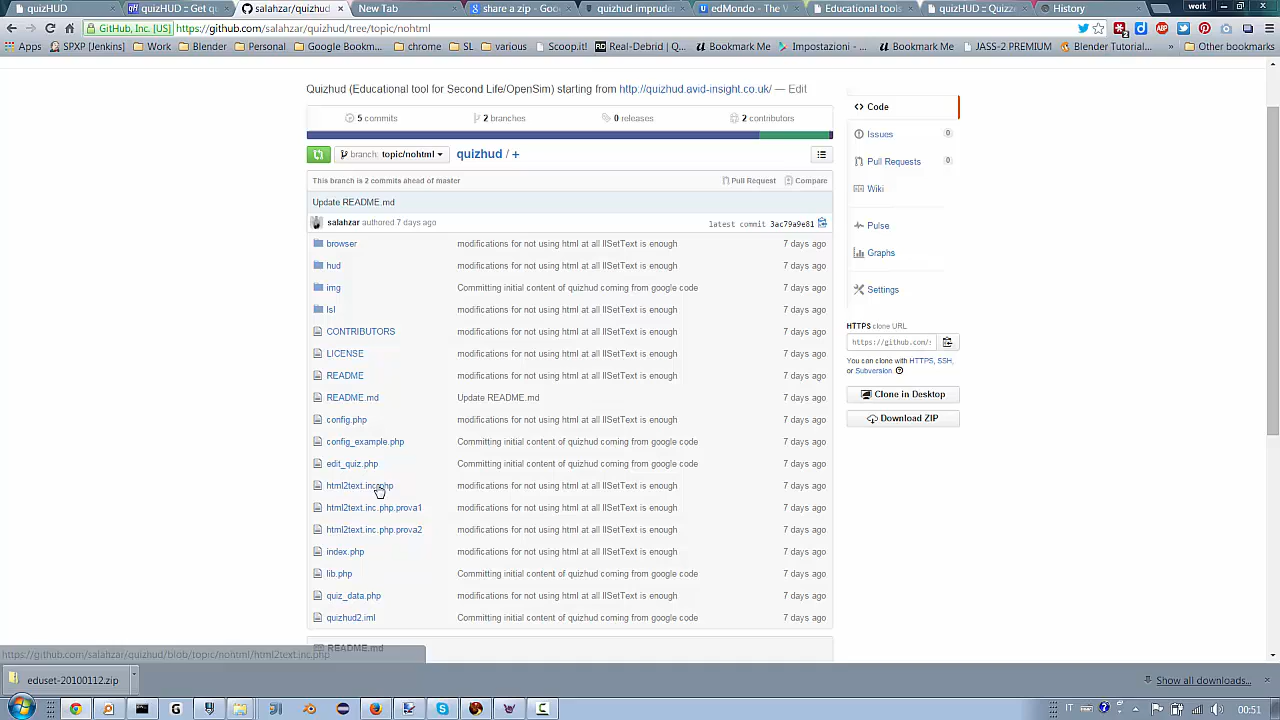 quizHUD
quizHUD :: Get q
salahzar/quizhud
New Tab
share a zip - Goo
quizhud imprude
edMondo - The V
Educational tools
quizHUD :: Quizz
History
work
GitHub, Inc. [US] https://github.com/salahzar/quizhud/tree/topic/nohtml
Apps SPXP [Jenkins] Work Blender Personal Google Bookm... chrome SL various Scoop.it! Real-Debrid | Q... Bookmark Me Impostazioni - ... Bookmark Me JASS-2 PREMIUM Blender Tutorial... » Other bookmarks
Quizhud (Educational tool for Second Life/OpenSim) starting from http://quizhud.avid-insight.co.uk/ — Edit
5 commits 2 branches 0 releases 2 contributors
branch: topic/nohtml quizhud / +
This branch is 2 commits ahead of master Pull Request Compare
Update README.md
salahzar authored 7 days ago latest commit 3ac79a9e81
browser modifications for not using html at all llSetText is enough 7 days ago
hud modifications for not using html at all llSetText is enough 7 days ago
img Committing initial content of quizhud coming from google code 7 days ago
lsl modifications for not using html at all llSetText is enough 7 days ago
CONTRIBUTORS modifications for not using html at all llSetText is enough 7 days ago
LICENSE modifications for not using html at all llSetText is enough 7 days ago
README modifications for not using html at all llSetText is enough 7 days ago
README.md Update README.md 7 days ago
config.php modifications for not using html at all llSetText is enough 7 days ago
config_example.php Committing initial content of quizhud coming from google code 7 days ago
edit_quiz.php Committing initial content of quizhud coming from google code 7 days ago
html2text.inc.php modifications for not using html at all llSetText is enough 7 days ago
html2text.inc.php.prova1 modifications for not using html at all llSetText is enough 7 days ago
html2text.inc.php.prova2 modifications for not using html at all llSetText is enough 7 days ago
index.php modifications for not using html at all llSetText is enough 7 days ago
lib.php Committing initial content of quizhud coming from google code 7 days ago
quiz_data.php modifications for not using html at all llSetText is enough 7 days ago
quizhud2.iml Committing initial content of quizhud coming from google code 7 days ago
README.md
Code
Issues 0
Pull Requests 0
Wiki
Pulse
Graphs
Settings
HTTPS clone URL
https://github.com/:
You can clone with HTTPS, SSH,
or Subversion.
Clone in Desktop
Download ZIP
https://github.com/salahzar/quizhud/blob/topic/nohtml/html2text.inc.php
eduset-20100112.zip
Show all downloads...
IT
00:51